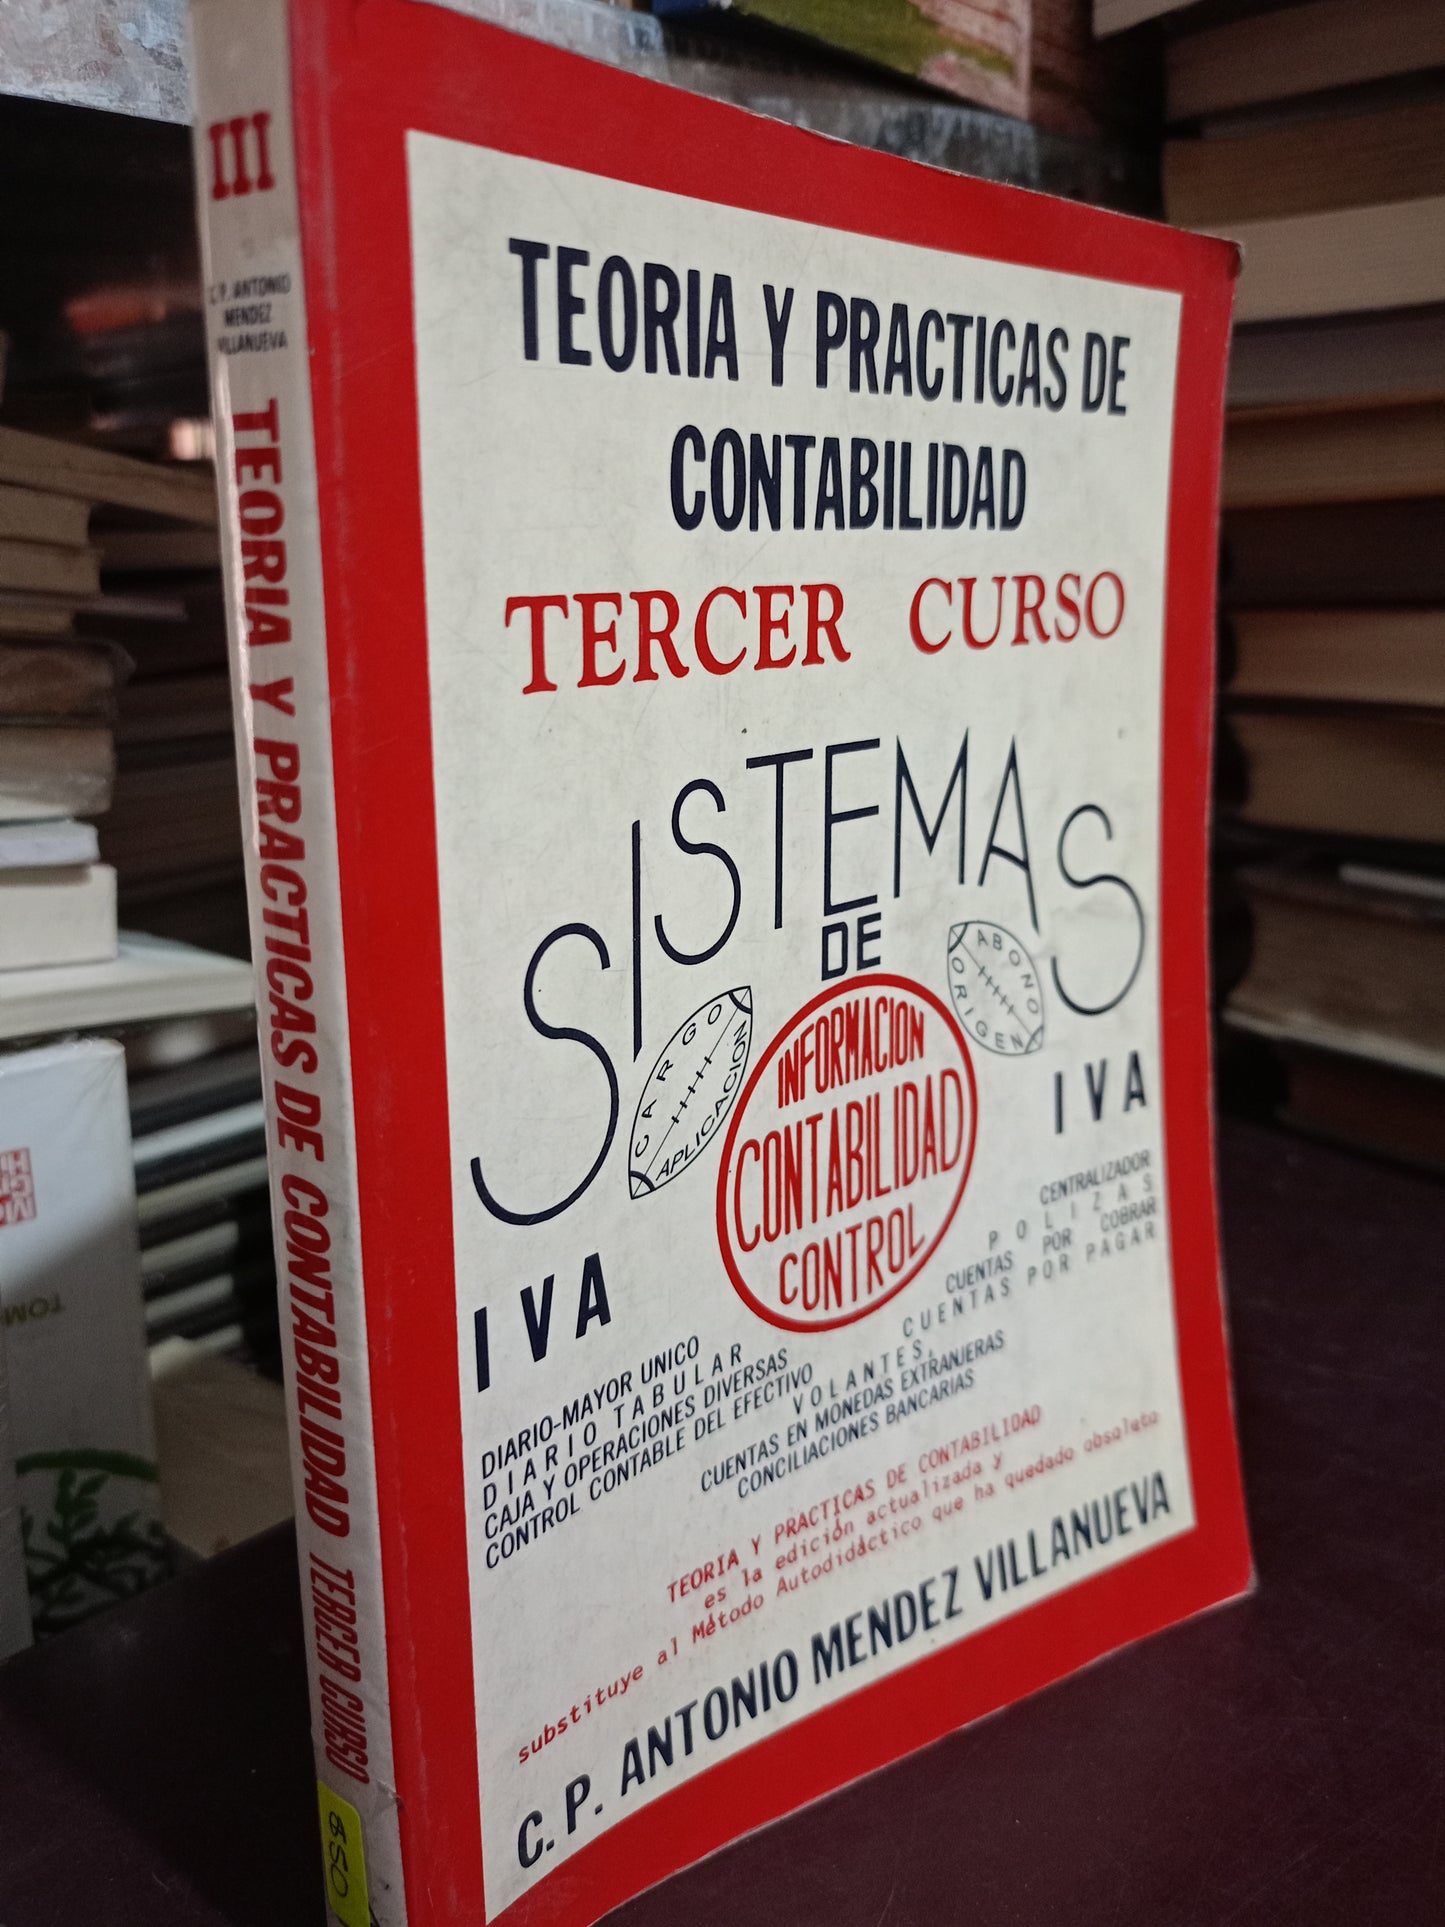 III
C. P. ANTONIO
MENDEZ
VILLANUEVA
TEORIA Y PRACTICAS DE CONTABILIDAD TERCER CURSO
$50
TEORIA Y PRACTICAS DE
CONTABILIDAD
TERCER CURSO
SISTEMAS
DE
CARGO
APLICACION
ABONO
ORIGEN
INFORMACION
CONTABILIDAD
CONTROL
IVA
IVA
DIARIO-MAYOR UNICO
DIARIO TABULAR
CAJA Y OPERACIONES DIVERSAS
CONTROL CONTABLE DEL EFECTIVO
CENTRALIZADOR
POLIZAS
CUENTAS POR COBRAR
CUENTAS POR PAGAR
VOLANTES.
CUENTAS EN MONEDAS EXTRANJERAS
CONCILIACIONES BANCARIAS
TEORIA Y PRACTICAS DE CONTABILIDAD
es la edición actualizada y
substituye al Método Autodidáctico que ha quedado obsoleto
C. P. ANTONIO MENDEZ VILLANUEVA
TOM